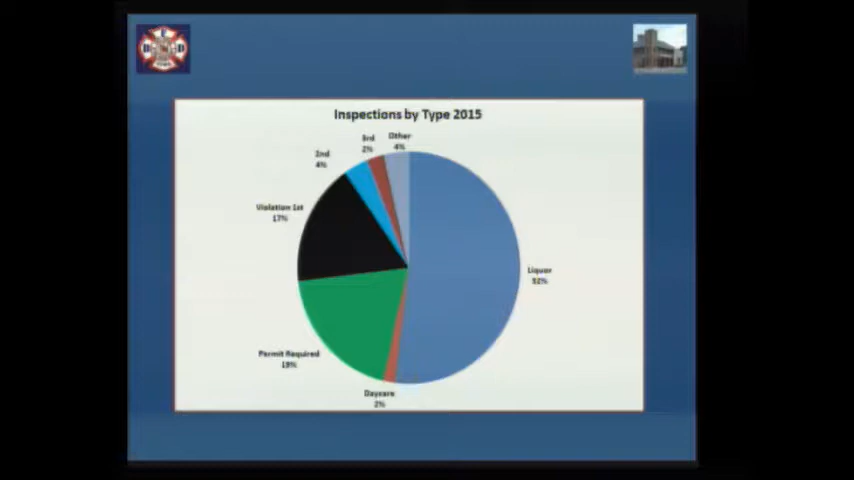 Inspections by Type 2015
3rd
2%
Other
4%
2nd
4%
Violation 1st
17%
Liquor
52%
Permit Required
19%
Daycare
2%